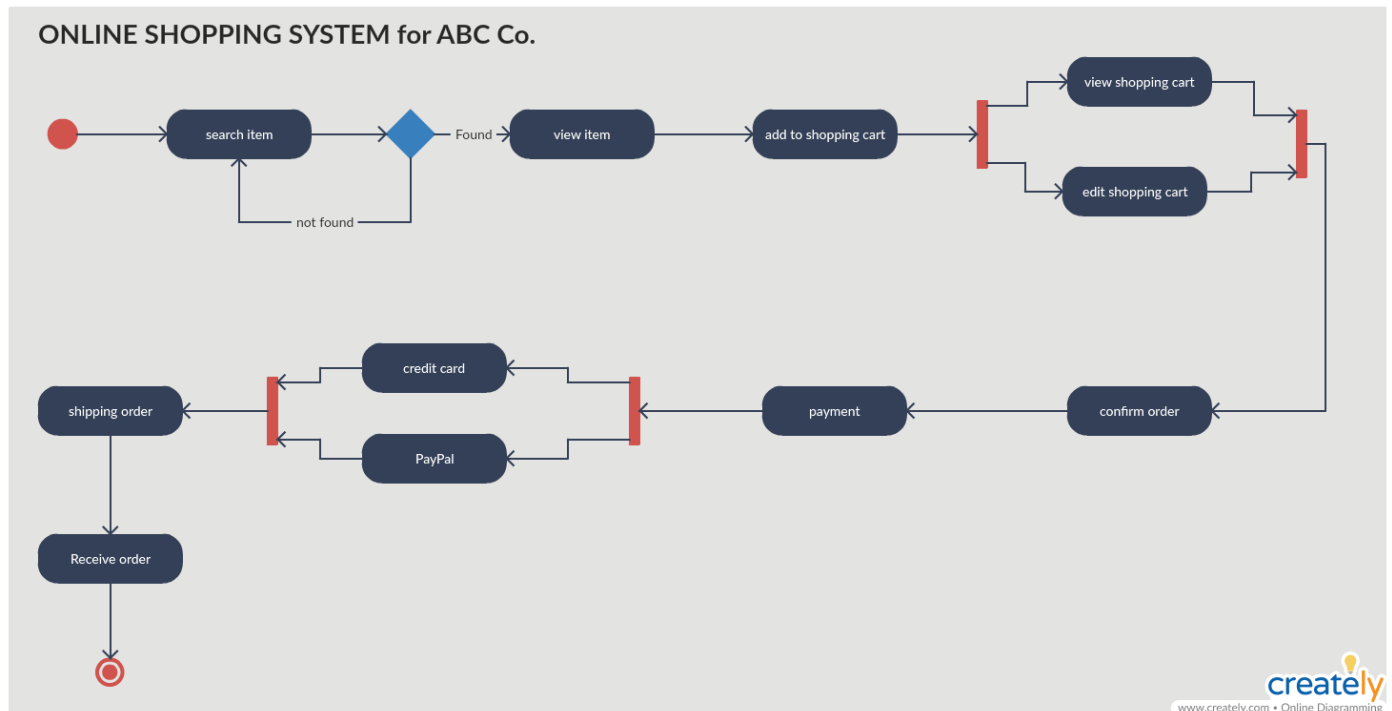 ONLINE SHOPPING SYSTEM for ABC Co.
view shopping cart
search item
Found
view item
add to shopping cart
edit shopping cart
not found
credit card
shipping order
payment
confirm order
PayPal
Receive order
creately
www.creately.com • Online Diagramming